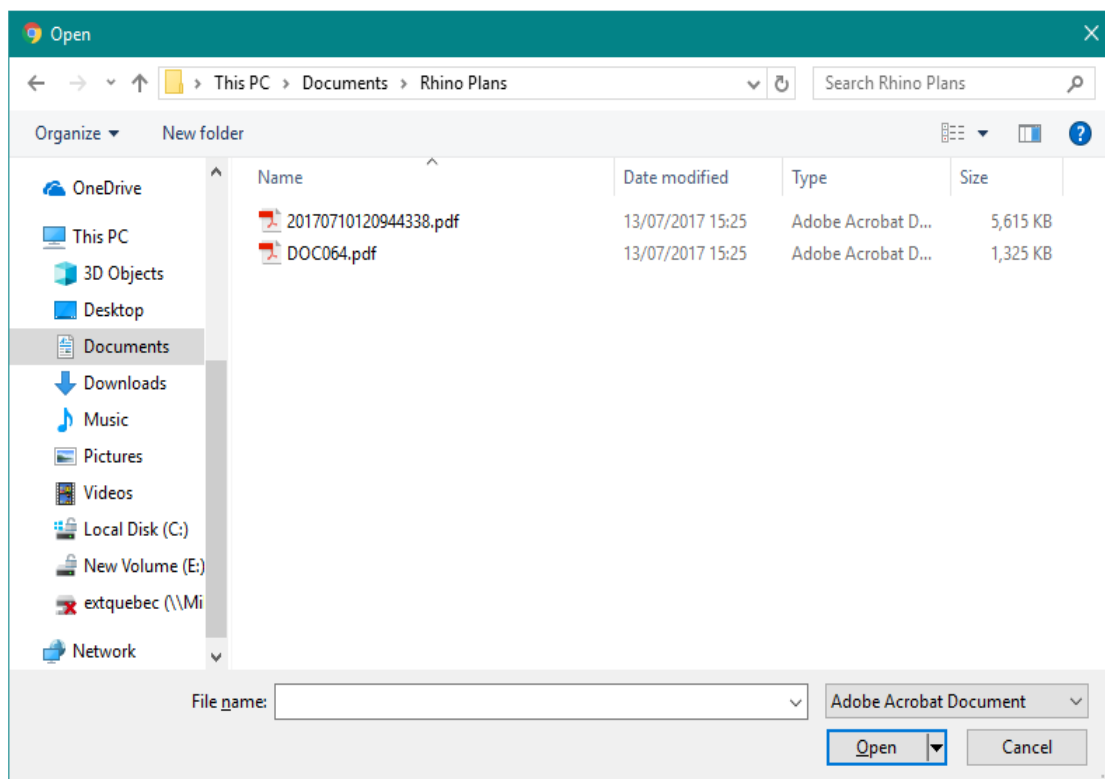 Open
This PC > Documents > Rhino Plans
Search Rhino Plans
Organize
New folder
?
Name Date modified Type Size
20170710120944338.pdf 13/07/2017 15:25 Adobe Acrobat D... 5,615 KB
DOC064.pdf 13/07/2017 15:25 Adobe Acrobat D... 1,325 KB
OneDrive
This PC
3D Objects
Desktop
Documents
Downloads
Music
Pictures
Videos
Local Disk (C:)
New Volume (E:)
extquebec (\\Mi
Network
File name:
Adobe Acrobat Document
Open
Cancel